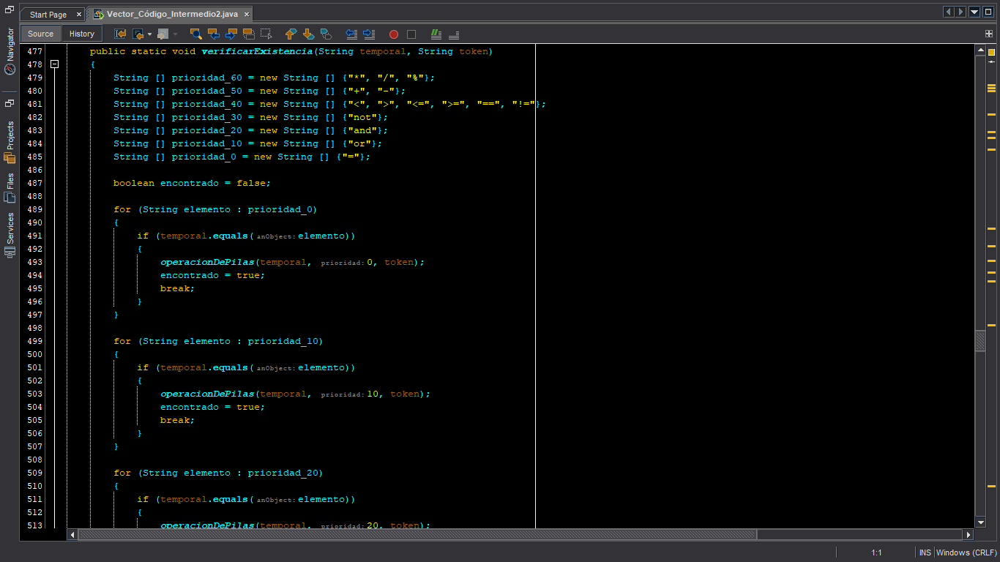 Start Page
Vector_Código_Intermedio2.java
Source History
Navigator
Projects
Files
Services
477 public static void verificarExistencia(String temporal, String token)
478 {
479 String [] prioridad_60 = new String [] {"*", "/", "%"};
480 String [] prioridad_50 = new String [] {"+", "-"};
481 String [] prioridad_40 = new String [] {"<", ">", "<=", ">=", "==", "!="};
482 String [] prioridad_30 = new String [] {"not"};
483 String [] prioridad_20 = new String [] {"and"};
484 String [] prioridad_10 = new String [] {"or"};
485 String [] prioridad_0 = new String [] {"="};
486
487 boolean encontrado = false;
488
489 for (String elemento : prioridad_0)
490 {
491 if (temporal.equals( anObject: elemento))
492 {
493 operacionDePilas(temporal, prioridad: 0, token);
494 encontrado = true;
495 break;
496 }
497 }
498
499 for (String elemento : prioridad_10)
500 {
501 if (temporal.equals( anObject: elemento))
502 {
503 operacionDePilas(temporal, prioridad: 10, token);
504 encontrado = true;
505 break;
506 }
507 }
508
509 for (String elemento : prioridad_20)
510 {
511 if (temporal.equals( anObject: elemento))
512 {
513 operacionDePilas(temporal, prioridad: 20, token);
1:1 INS Windows (CRLF)